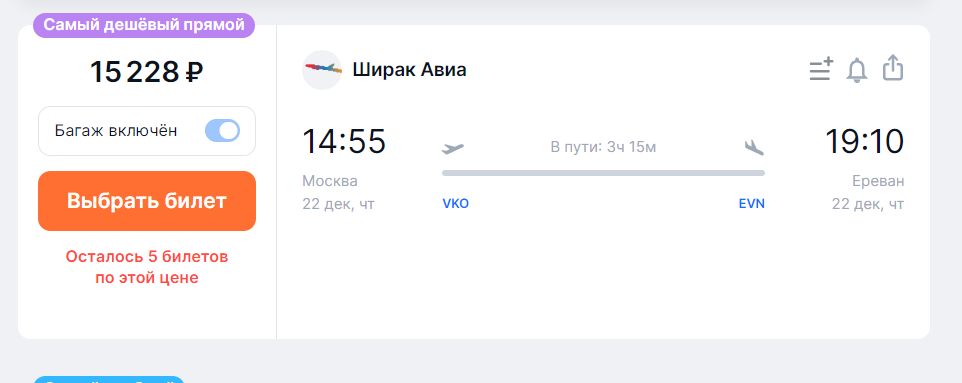 Самый дешёвый прямой
15 228 ₽
Багаж включён
Выбрать билет
Осталось 5 билетов
по этой цене
Ширак Авиа
14:55
В пути: 3ч 15м
19:10
Москва
Ереван
22 дек, чт
VKO
EVN
22 дек, чт